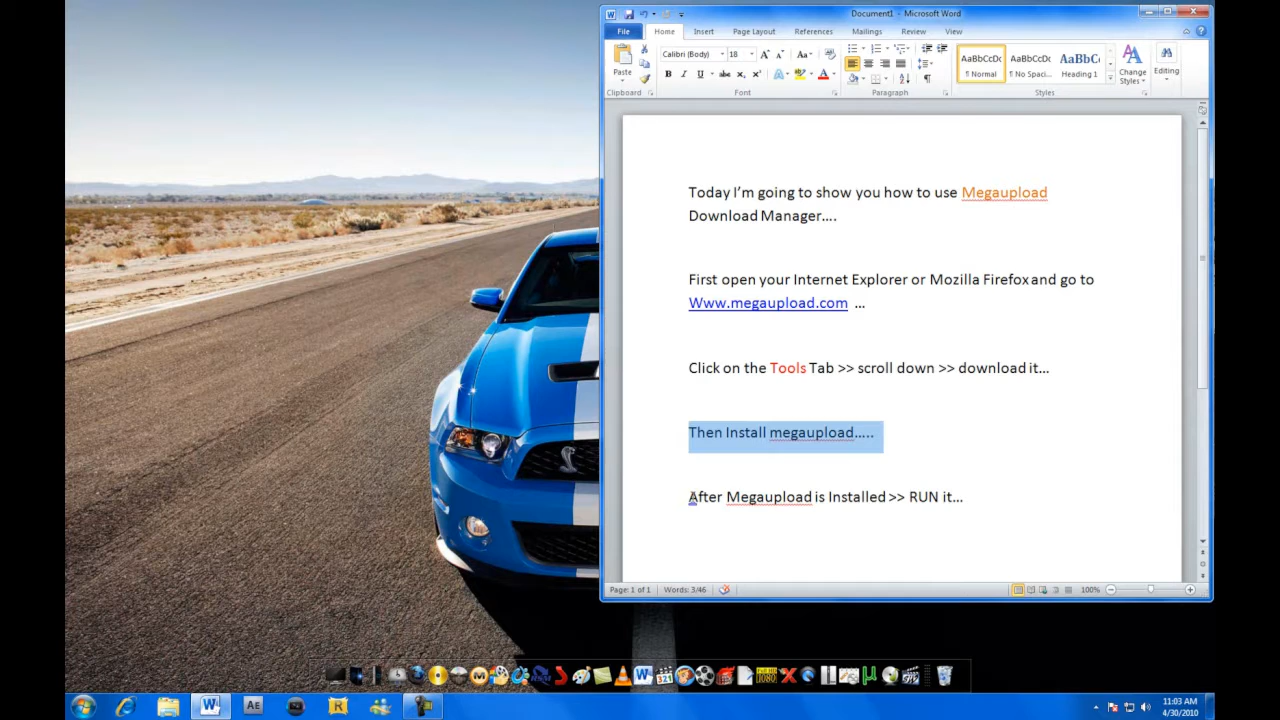 Document1 - Microsoft Word
File Home Insert Page Layout References Mailings Review View
Calibri (Body) 18
Paste
AaBbCcDc AaBbCcDc AaBbC
¶ Normal ¶ No Spaci... Heading 1
Change Styles
Editing
Clipboard Font Paragraph Styles
Today I'm going to show you how to use Megaupload
Download Manager....
First open your Internet Explorer or Mozilla Firefox and go to
Www.megaupload.com ...
Click on the Tools Tab >> scroll down >> download it...
Then Install megaupload.....
After Megaupload is Installed >> RUN it...
Page: 1 of 1 Words: 3/46 100%
11:03 AM
4/30/2010